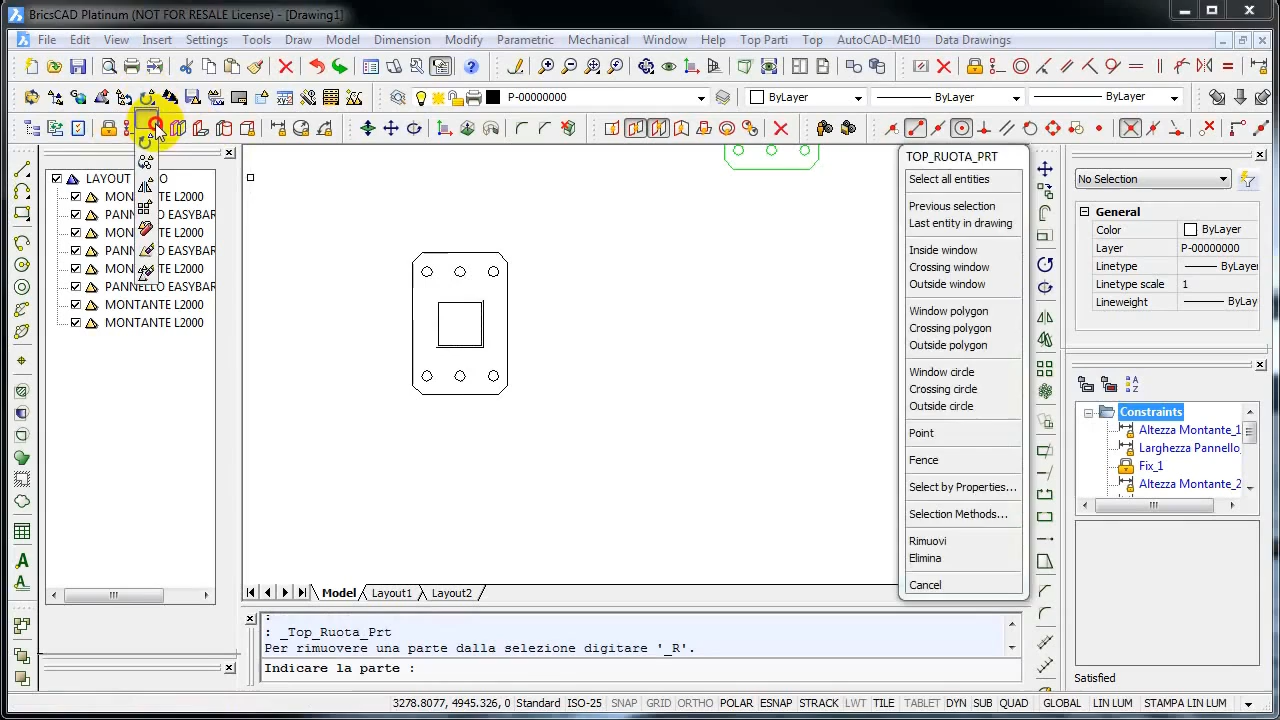 BricsCAD Platinum (NOT FOR RESALE License) - [Drawing1]
File Edit View Insert Settings Tools Draw Model Dimension Modify Parametric Mechanical Window Help Top Parti Top AutoCAD-ME10 Data Drawings
P-00000000 ByLayer ByLayer ByLayer
LAYOUT
MONTANTE L2000
PANNELLO EASYBAR
MONTANTE L2000
MONTANTE L2000
MONTANTE L2000
MONTANTE L2000
TOP_RUOTA_PRT
Select all entities
Previous selection
Last entity in drawing
Inside window
Crossing window
Outside window
Window polygon
Crossing polygon
Outside polygon
Window circle
Crossing circle
Outside circle
Point
Fence
Select by Properties...
Selection Methods...
Rimuovi
Elimina
Cancel
No Selection
General
Color ByLayer
Layer P-00000000
Linetype ByLayer
Linetype scale 1
Lineweight ByLay
Constraints
Altezza Montante_1
Larghezza Pannello_
Fix_1
Altezza Montante_2
Satisfied
Model Layout1 Layout2
:
: _Top_Ruota_Prt
Per rimuovere una parte dalla selezione digitare '_R'.
Indicare la parte :
3278.8077, 4945.326, 0 Standard ISO-25 SNAP GRID ORTHO POLAR ESNAP STRACK LWT TILE TABLET DYN SUB QUAD GLOBAL LIN LUM STAMPA LIN LUM